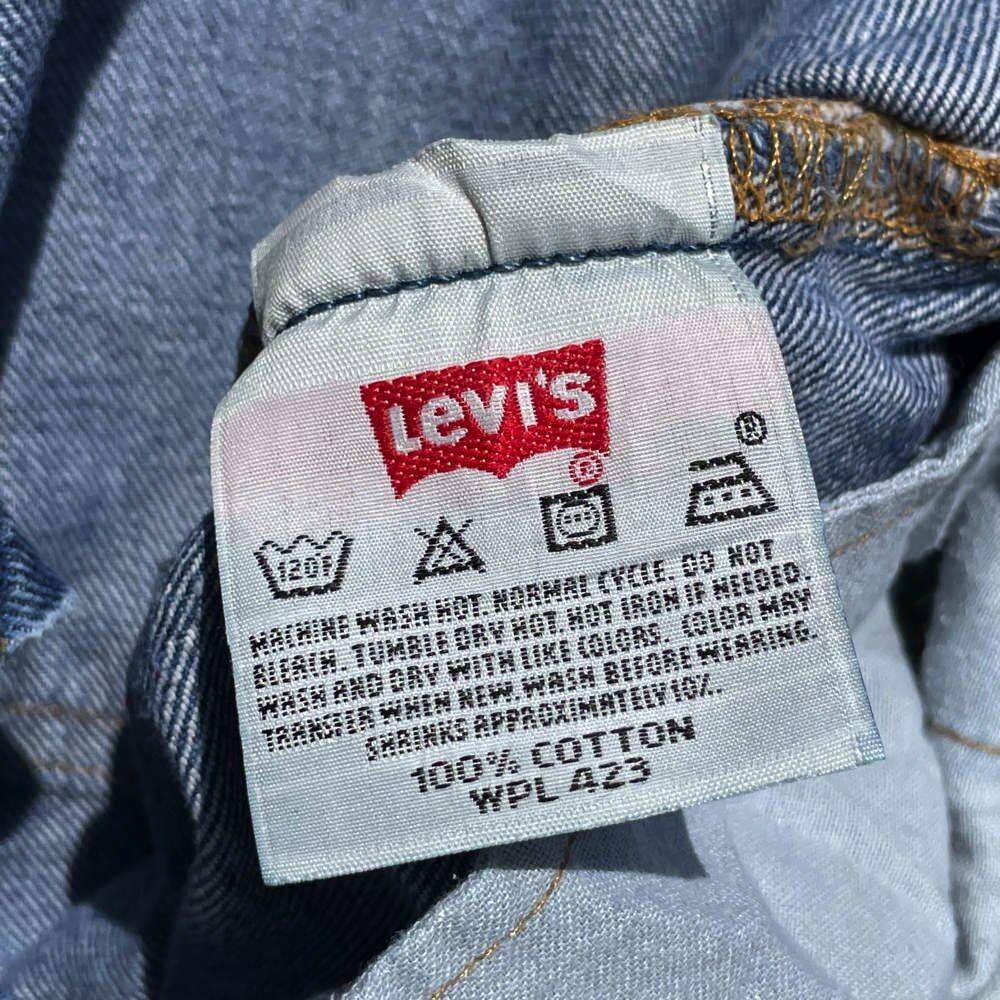 Levi's
®
®
120F
MACHINE WASH HOT. NORMAL CYCLE. DO NOT
BLEACH. TUMBLE DRY HOT. HOT IRON IF NEEDED.
WASH AND DRY WITH LIKE COLORS. COLOR MAY
TRANSFER WHEN NEW. WASH BEFORE WEARING.
SHRINKS APPROXIMATELY 10%.
100% COTTON
WPL 423